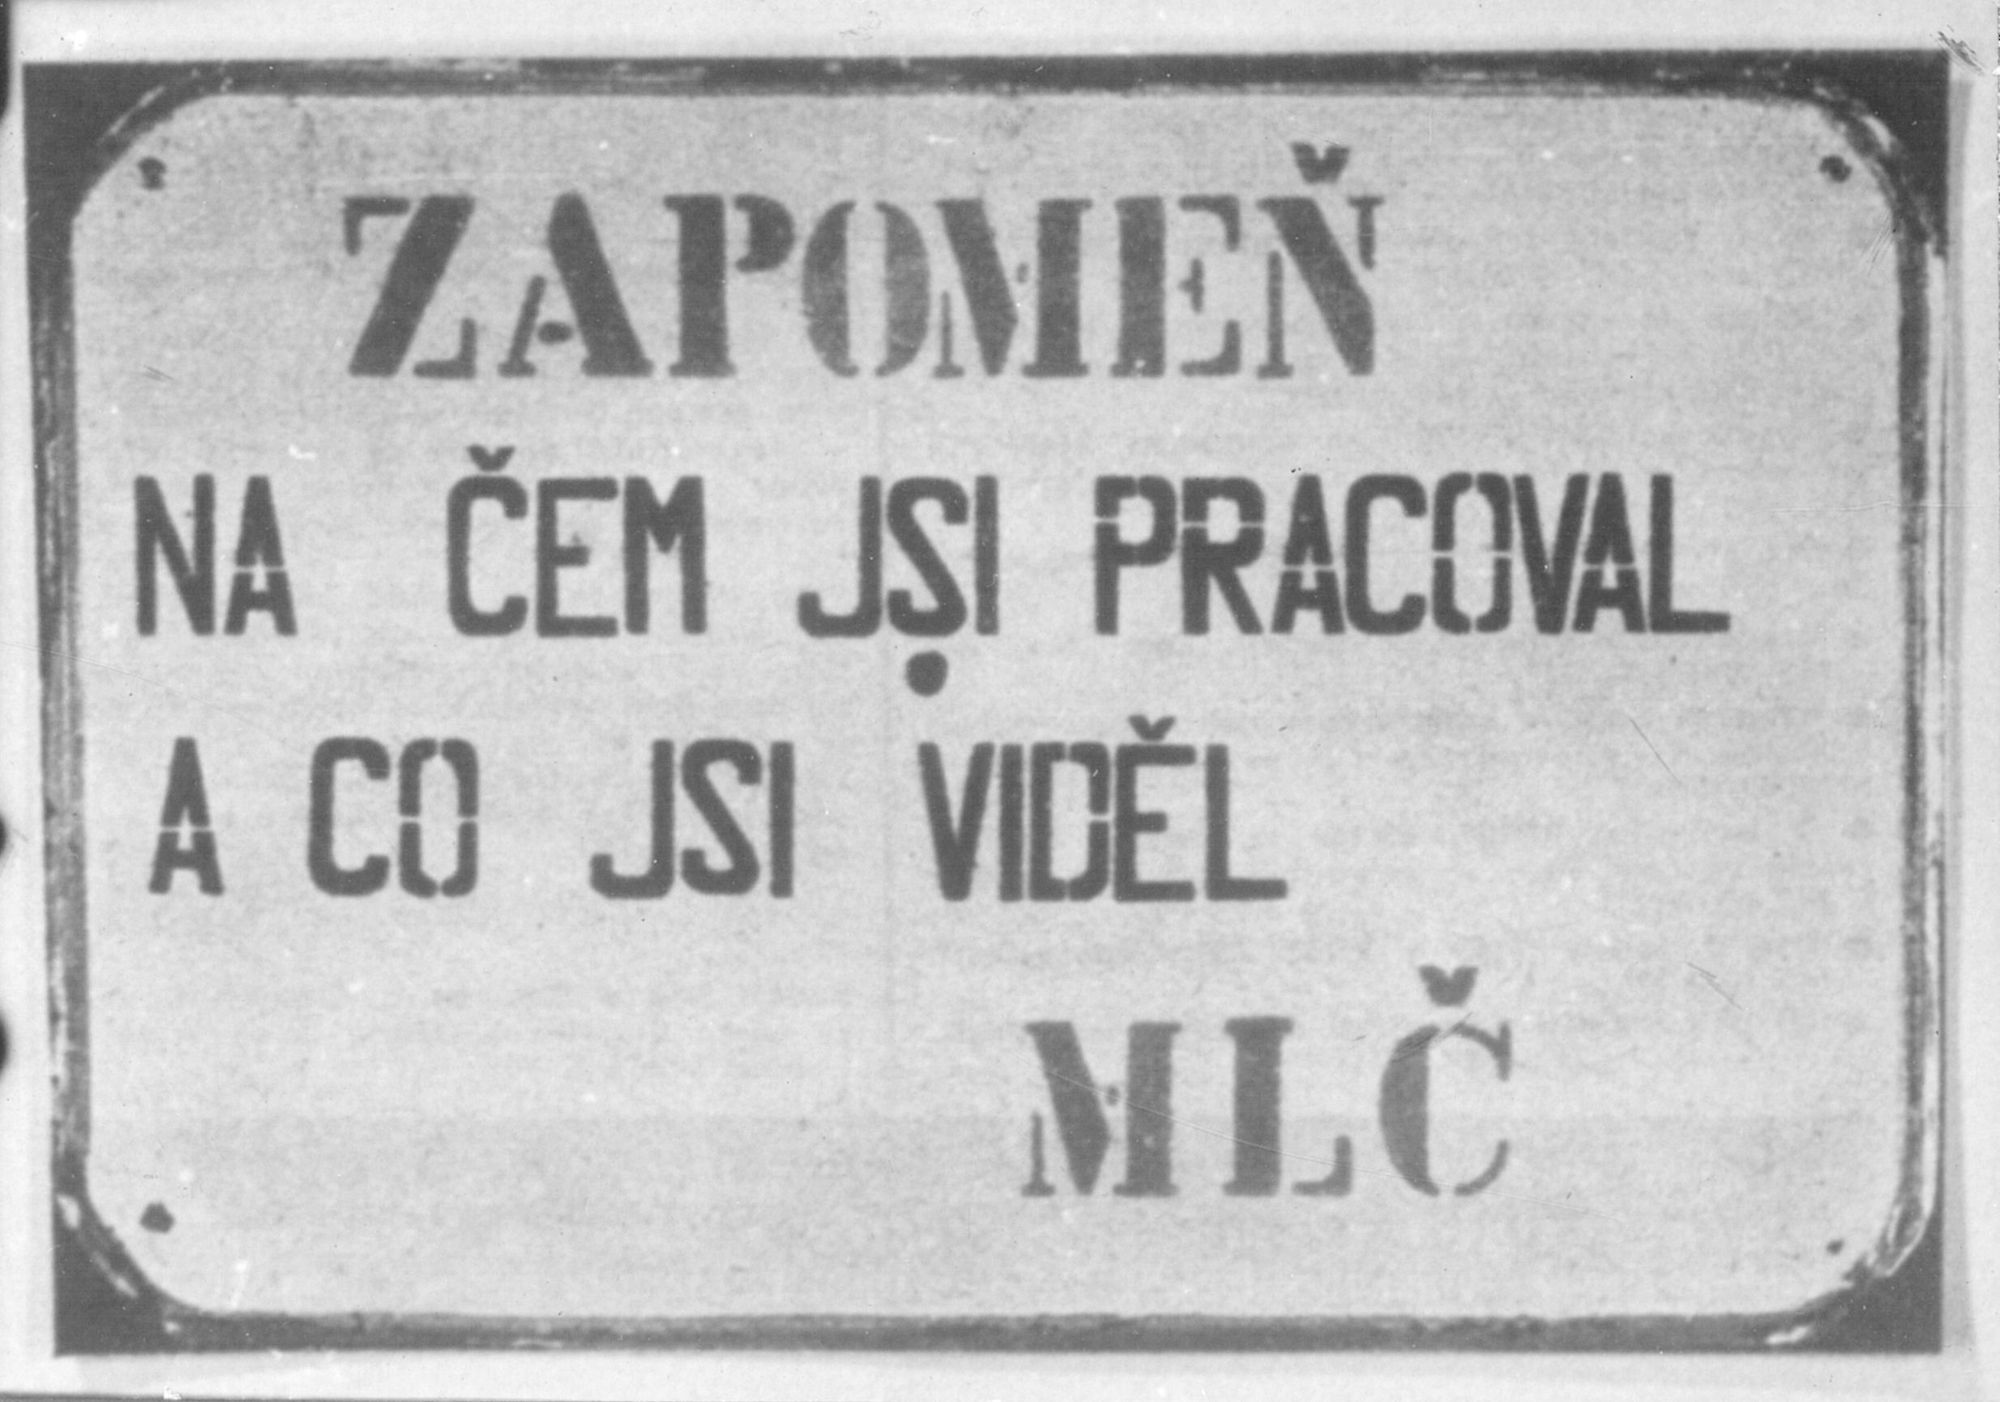 ZAPOMEŇ
NA ČEM JSI PRACOVAL
A CO JSI VIDĚL
MLČ